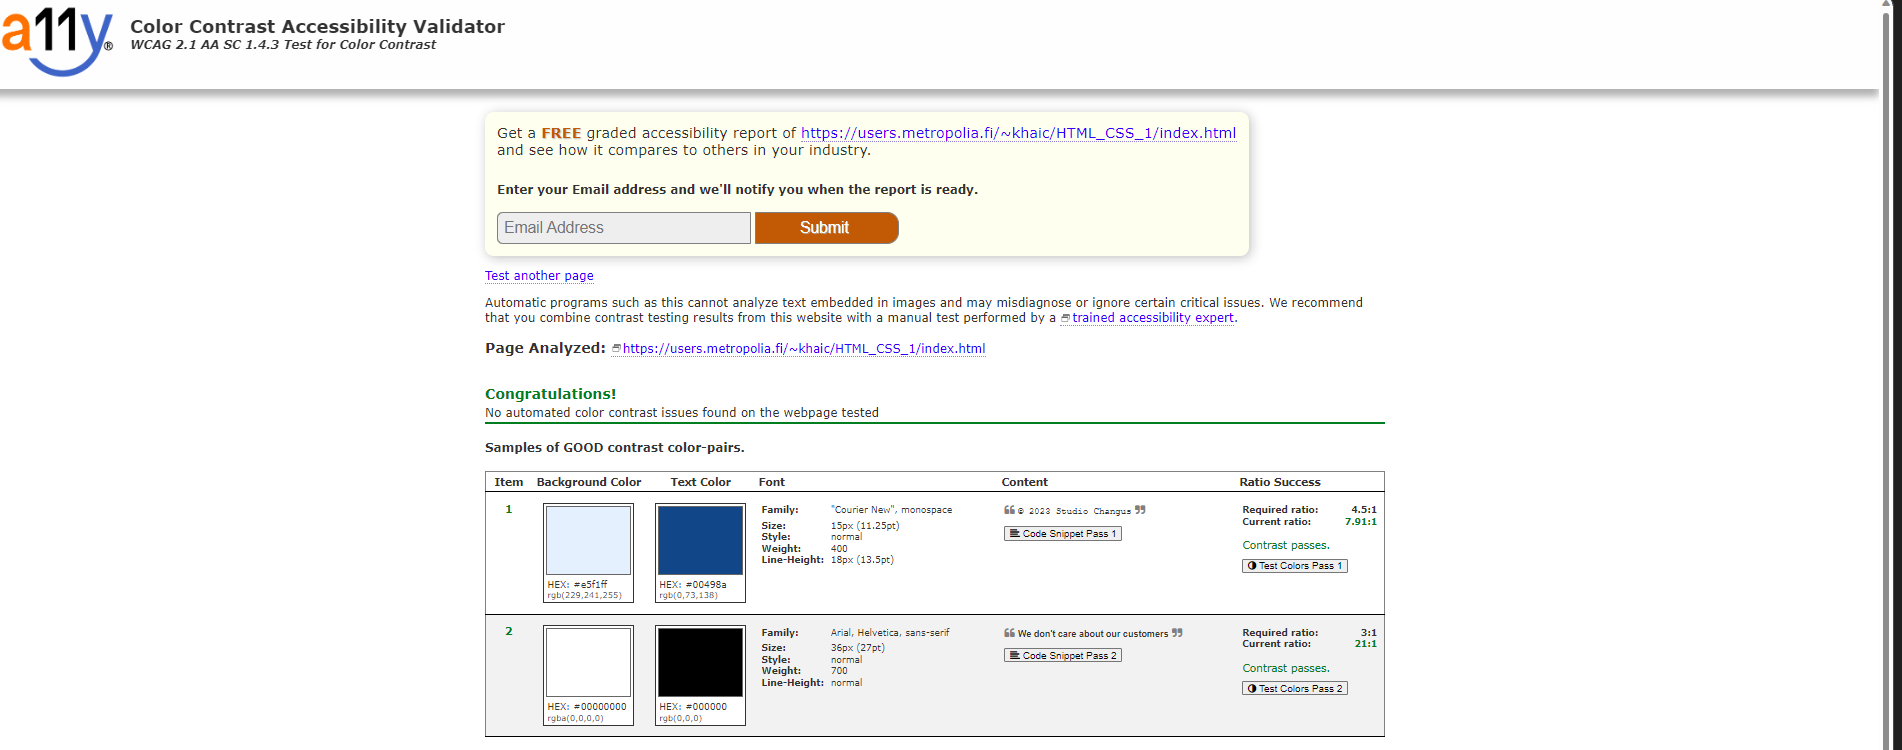 a11y®
Color Contrast Accessibility Validator
WCAG 2.1 AA SC 1.4.3 Test for Color Contrast
Get a FREE graded accessibility report of https://users.metropolia.fi/~khaic/HTML_CSS_1/index.html
and see how it compares to others in your industry.
Enter your Email address and we'll notify you when the report is ready.
Email Address
Submit
Test another page
Automatic programs such as this cannot analyze text embedded in images and may misdiagnose or ignore certain critical issues. We recommend
that you combine contrast testing results from this website with a manual test performed by a trained accessibility expert.
Page Analyzed: https://users.metropolia.fi/~khaic/HTML_CSS_1/index.html
Congratulations!
No automated color contrast issues found on the webpage tested
Samples of GOOD contrast color-pairs.
Item Background Color Text Color Font Content Ratio Success
1
HEX: #e5f1ff
rgb(229,241,255)
HEX: #00498a
rgb(0,73,138)
Family: "Courier New", monospace
Size: 15px (11.25pt)
Style: normal
Weight: 400
Line-Height: 18px (13.5pt)
❝ © 2023 Studio Changus ❞
Code Snippet Pass 1
Required ratio: 4.5:1
Current ratio: 7.91:1
Contrast passes.
Test Colors Pass 1
2
HEX: #00000000
rgba(0,0,0,0)
HEX: #000000
rgb(0,0,0)
Family: Arial, Helvetica, sans-serif
Size: 36px (27pt)
Style: normal
Weight: 700
Line-Height: normal
❝ We don't care about our customers ❞
Code Snippet Pass 2
Required ratio: 3:1
Current ratio: 21:1
Contrast passes.
Test Colors Pass 2